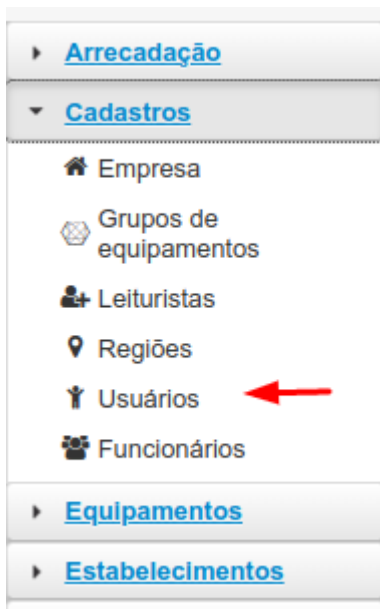 Arrecadação
Cadastros
Empresa
Grupos de
equipamentos
Leituristas
Regiões
Usuários
Funcionários
Equipamentos
Estabelecimentos